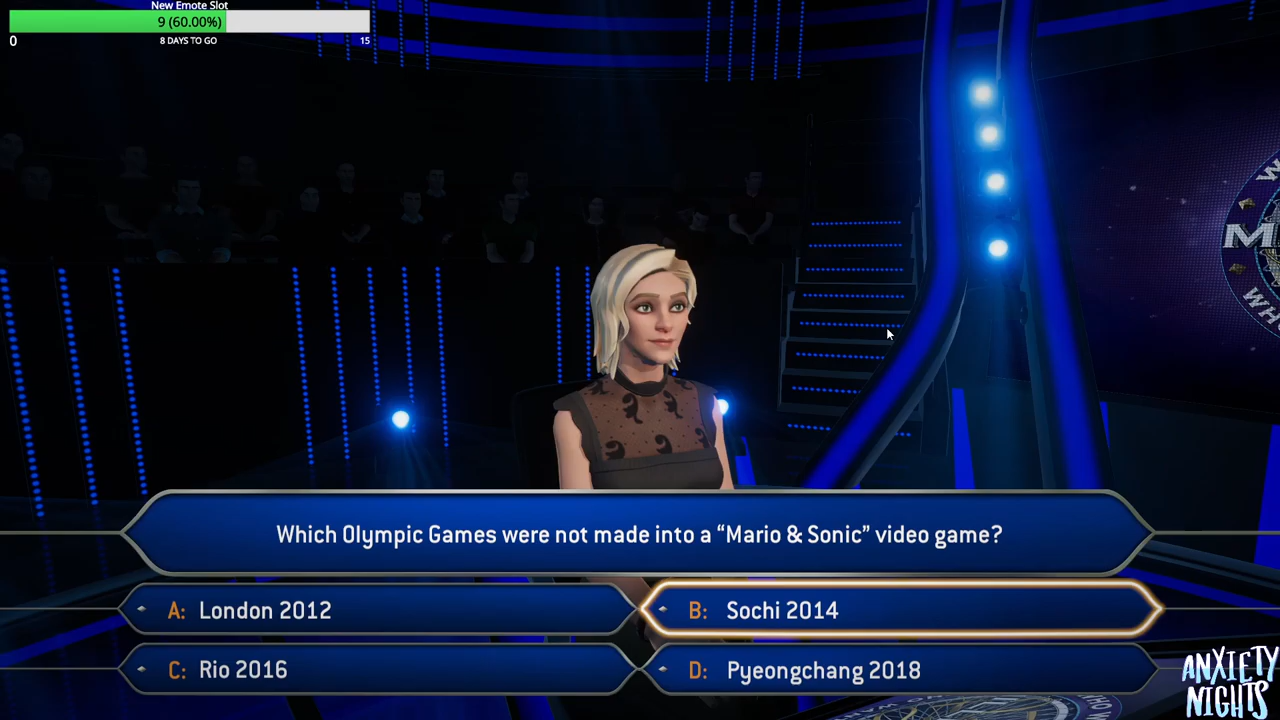 New Emote Slot
9 (60.00%)
0 8 DAYS TO GO 15
Which Olympic Games were not made into a “Mario & Sonic” video game?
A: London 2012
B: Sochi 2014
C: Rio 2016
D: Pyeongchang 2018
ANXIETY
NIGHTS